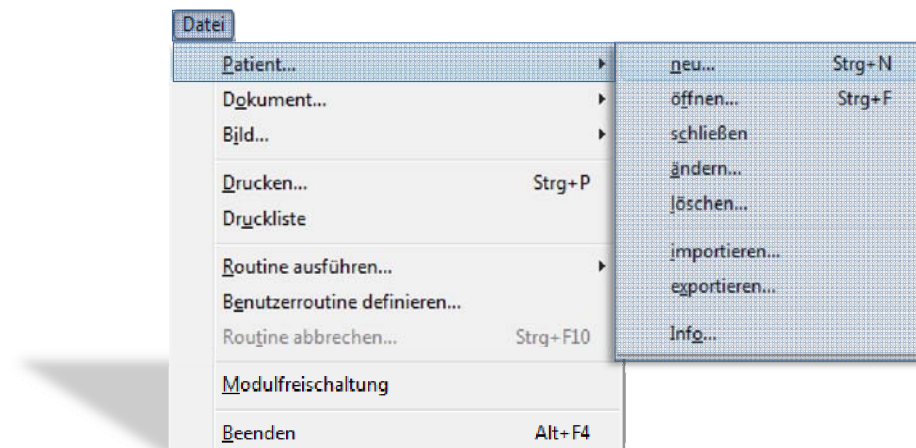 Datei
Patient...
Dokument...
Bild...
Drucken... Strg+P
Druckliste
Routine ausführen...
Benutzerroutine definieren...
Routine abbrechen... Strg+F10
Modulfreischaltung
Beenden Alt+F4
neu... Strg+N
öffnen... Strg+F
schließen
ändern...
löschen...
importieren...
exportieren...
Info...